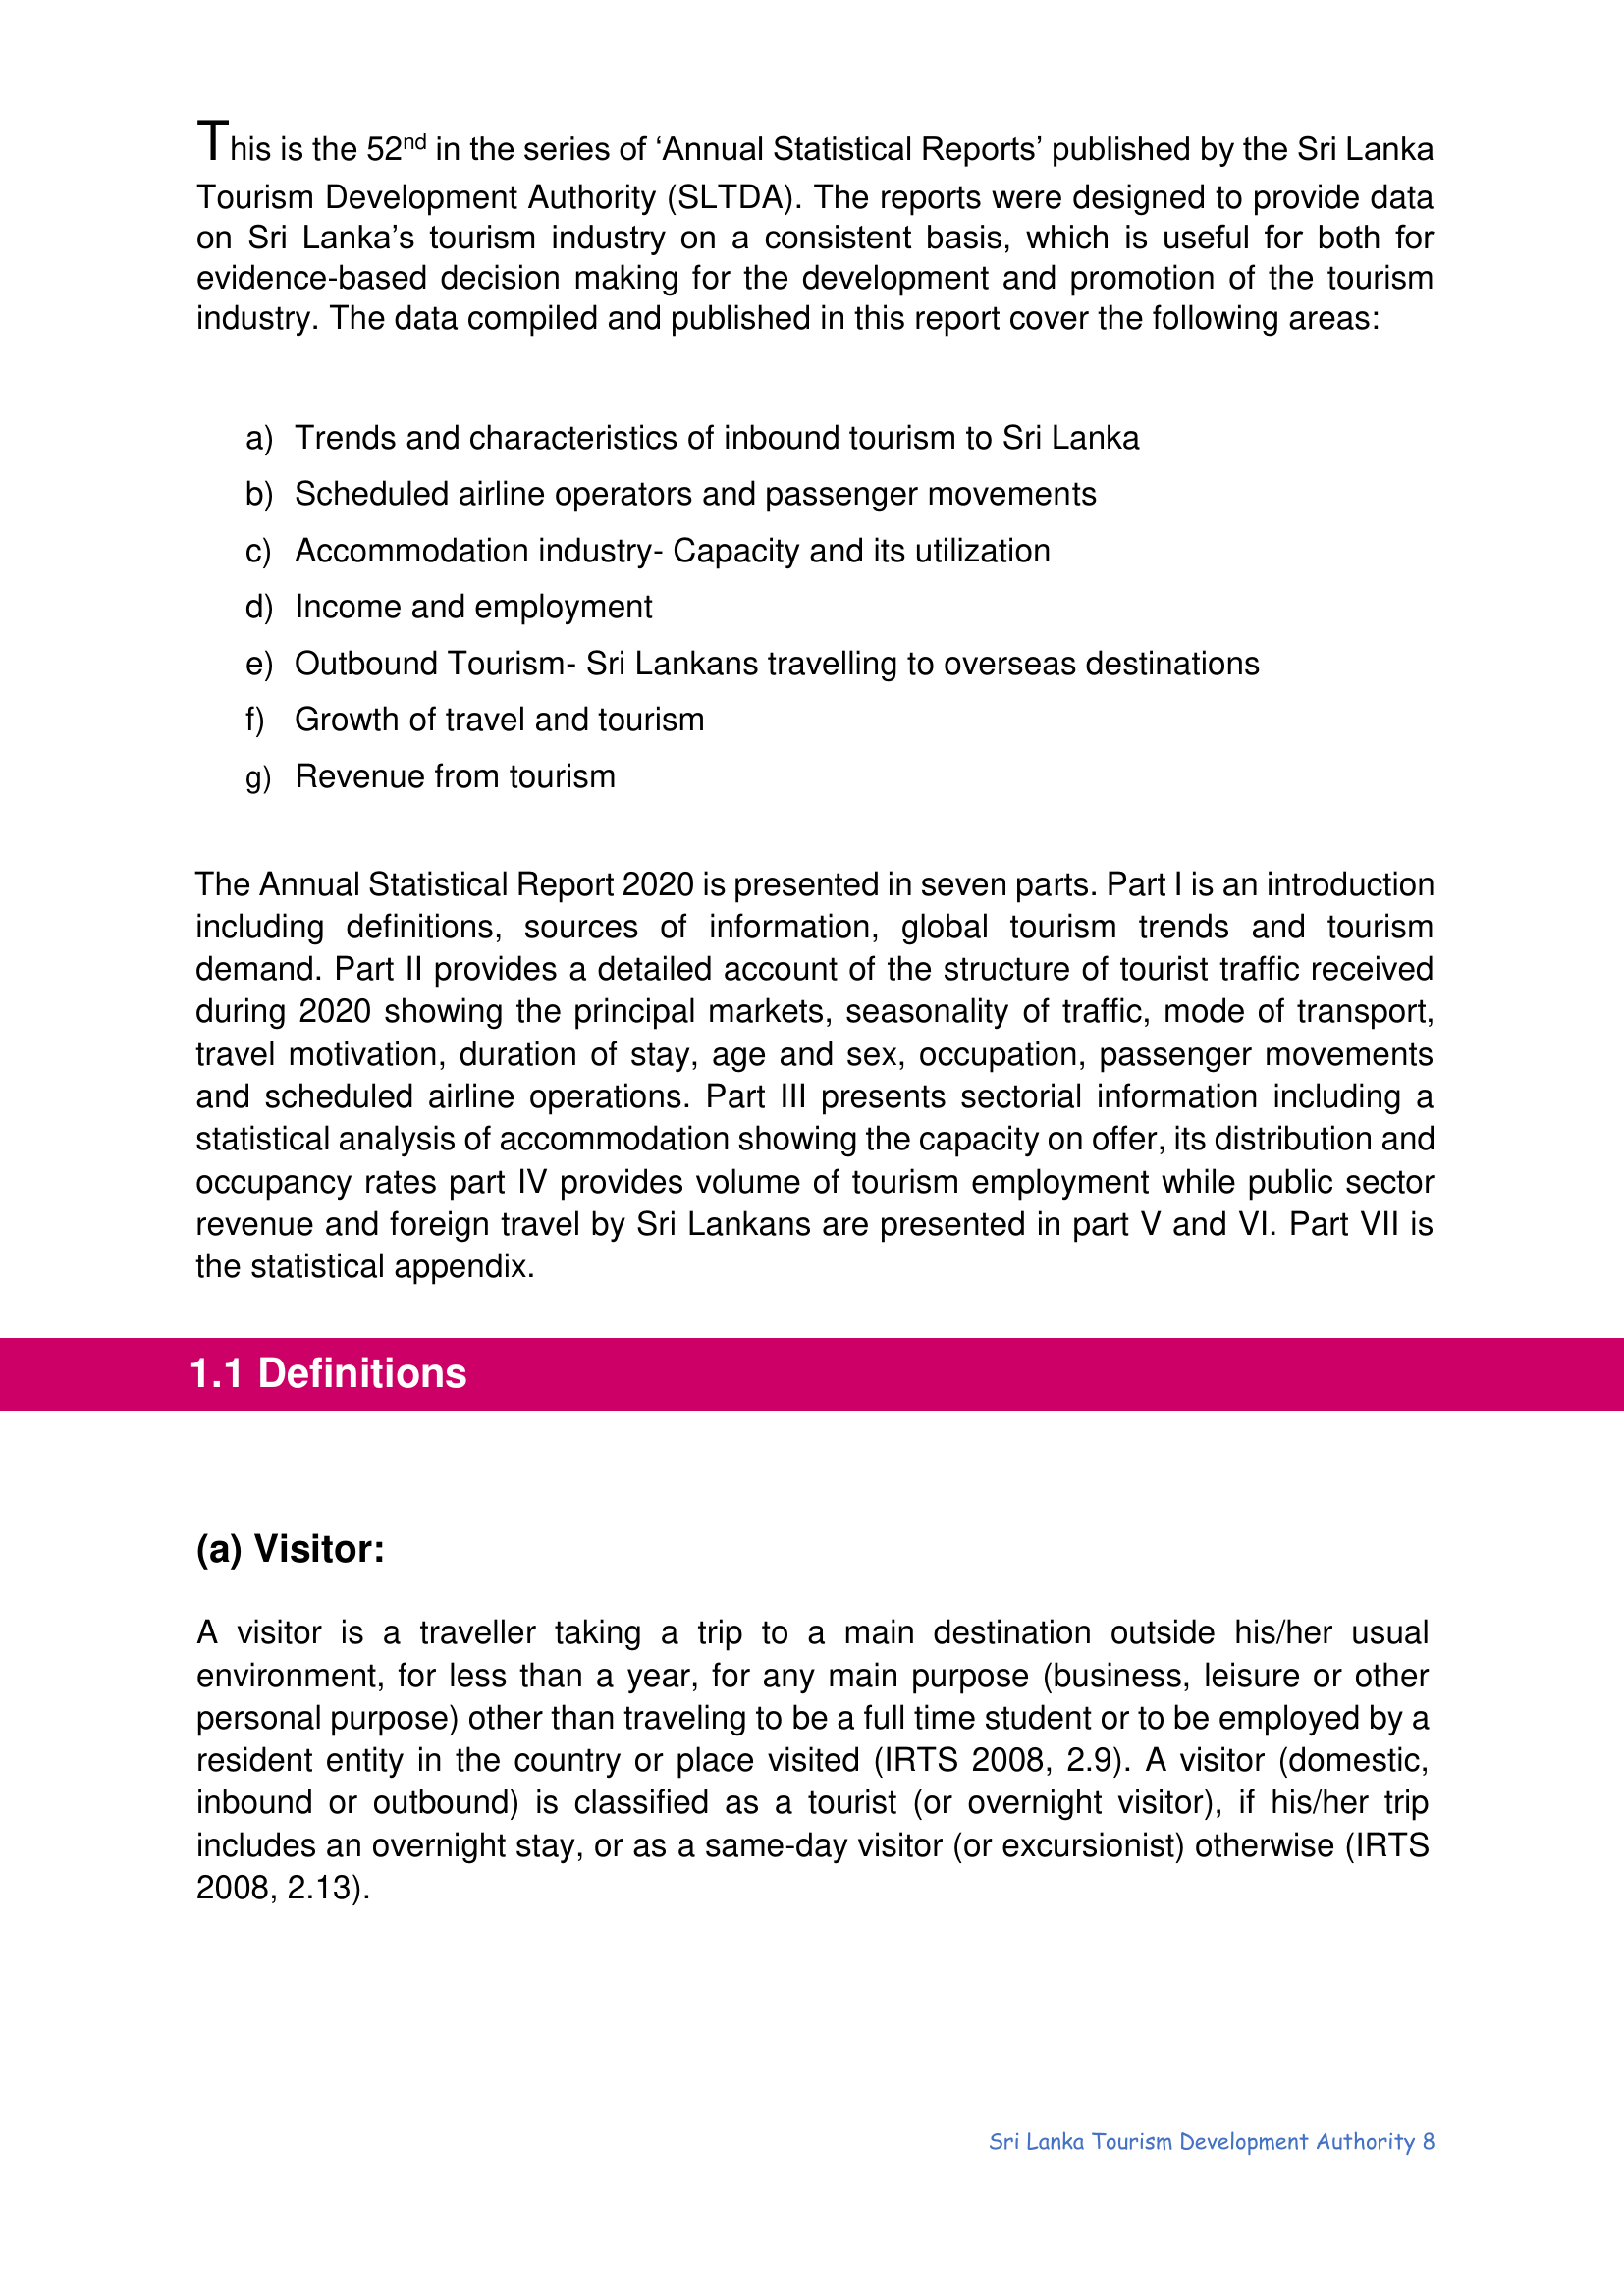 This is the 52nd in the series of ‘Annual Statistical Reports’ published by the Sri Lanka
Tourism Development Authority (SLTDA). The reports were designed to provide data
on Sri Lanka’s tourism industry on a consistent basis, which is useful for both for
evidence-based decision making for the development and promotion of the tourism
industry. The data compiled and published in this report cover the following areas:
a) Trends and characteristics of inbound tourism to Sri Lanka
b) Scheduled airline operators and passenger movements
c) Accommodation industry- Capacity and its utilization
d) Income and employment
e) Outbound Tourism- Sri Lankans travelling to overseas destinations
f) Growth of travel and tourism
g) Revenue from tourism
The Annual Statistical Report 2020 is presented in seven parts. Part I is an introduction
including definitions, sources of information, global tourism trends and tourism
demand. Part II provides a detailed account of the structure of tourist traffic received
during 2020 showing the principal markets, seasonality of traffic, mode of transport,
travel motivation, duration of stay, age and sex, occupation, passenger movements
and scheduled airline operations. Part III presents sectorial information including a
statistical analysis of accommodation showing the capacity on offer, its distribution and
occupancy rates part IV provides volume of tourism employment while public sector
revenue and foreign travel by Sri Lankans are presented in part V and VI. Part VII is
the statistical appendix.
1.1 Definitions
(a) Visitor:
A visitor is a traveller taking a trip to a main destination outside his/her usual
environment, for less than a year, for any main purpose (business, leisure or other
personal purpose) other than traveling to be a full time student or to be employed by a
resident entity in the country or place visited (IRTS 2008, 2.9). A visitor (domestic,
inbound or outbound) is classified as a tourist (or overnight visitor), if his/her trip
includes an overnight stay, or as a same-day visitor (or excursionist) otherwise (IRTS
2008, 2.13).
Sri Lanka Tourism Development Authority 8